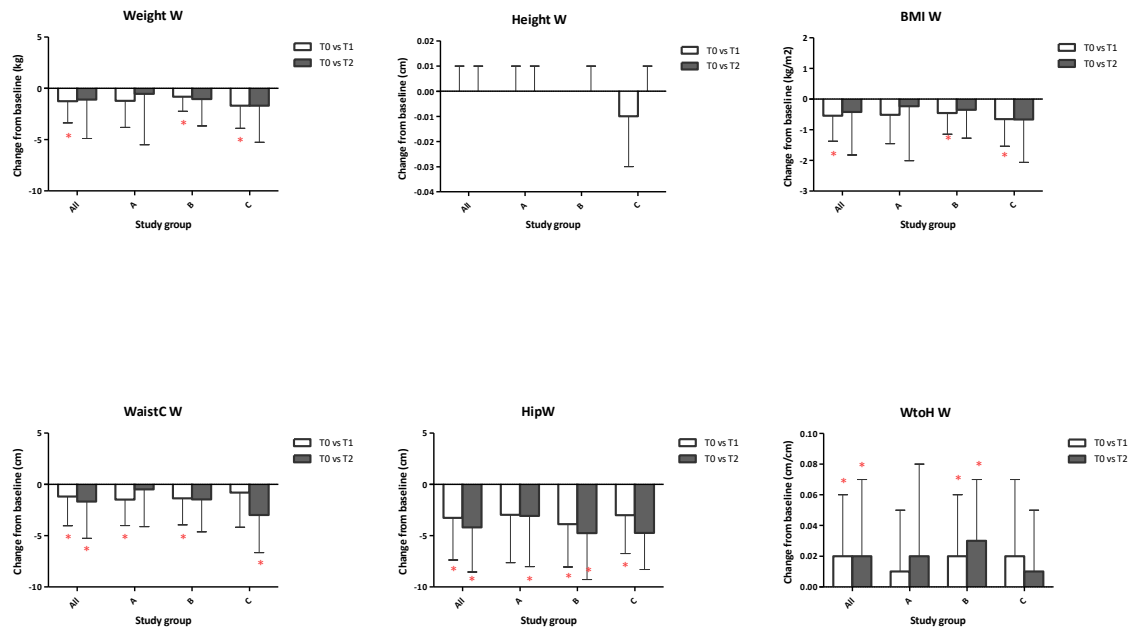 Weight W
Change from baseline (kg)
5
0
-5
-10
*
*
*
All
A
B
C
Study group
T0 vs T1
T0 vs T2
Height W
Change from baseline (cm)
0.02
0.01
0.00
-0.01
-0.02
-0.03
-0.04
All
A
B
C
Study group
T0 vs T1
T0 vs T2
BMI W
Change from baseline (kg/m2)
2
1
0
-1
-2
-3
*
*
*
All
A
B
C
Study group
T0 vs T1
T0 vs T2
WaistC W
Change from baseline (cm)
5
0
-5
-10
*
*
*
*
*
All
A
B
C
Study group
T0 vs T1
T0 vs T2
HipW
Change from baseline (cm)
5
0
-5
-10
*
*
*
*
*
*
All
A
B
C
Study group
T0 vs T1
T0 vs T2
WtoH W
Change from baseline (cm/cm)
0.10
0.08
0.06
0.04
0.02
0.00
*
*
*
*
All
A
B
C
Study group
T0 vs T1
T0 vs T2